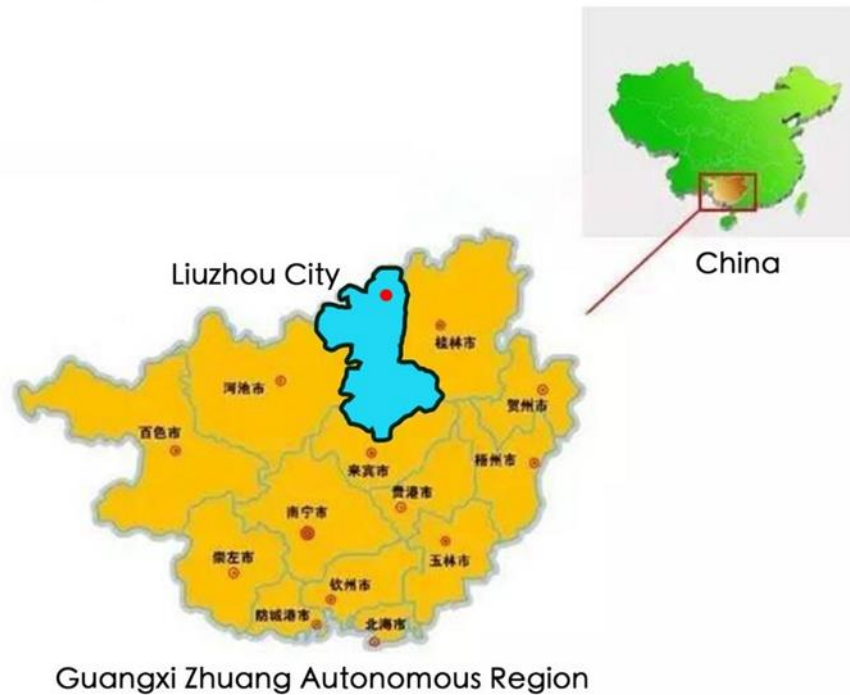 China
Liuzhou City
桂林市
河池市
贺州市
百色市
来宾市
梧州市
贵港市
南宁市
崇左市
玉林市
钦州市
防城港市
北海市
Guangxi Zhuang Autonomous Region